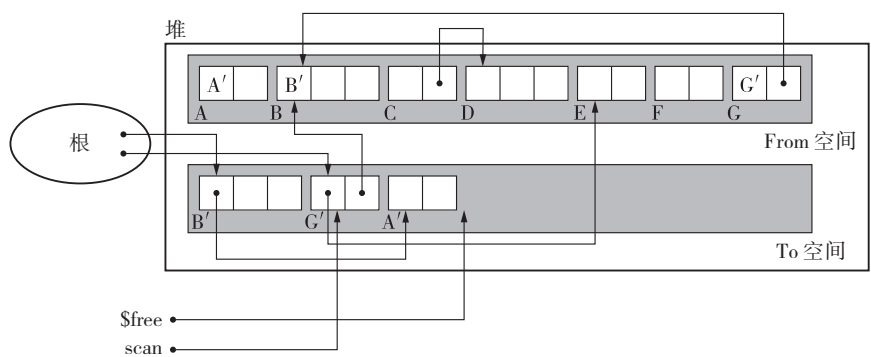 堆
A′ B′ G′
A B C D E F G
From 空间
根
B′ G′ A′
To 空间
$free
scan